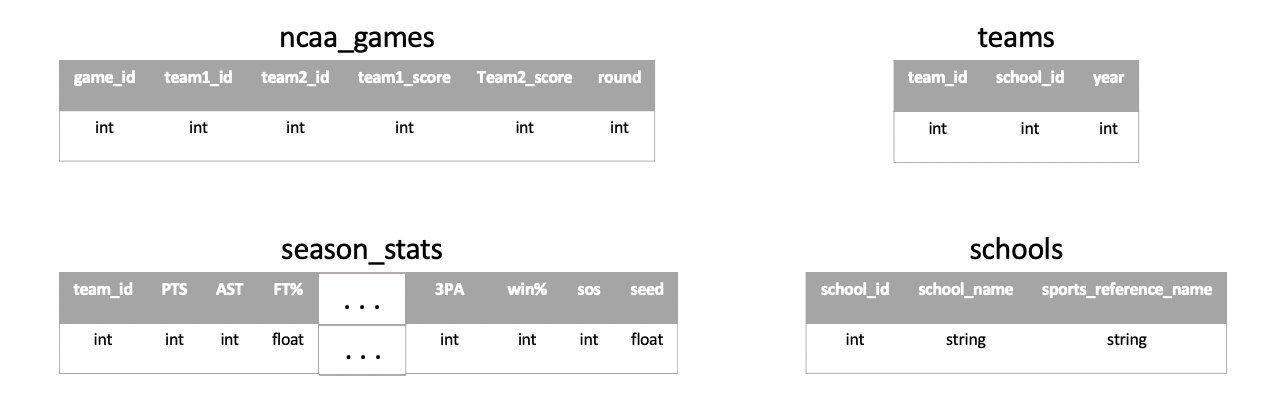 ncaa_games
game_id team1_id team2_id team1_score Team2_score round
int int int int int int
teams
team_id school_id year
int int int
season_stats
team_id PTS AST FT% ... 3PA win% sos seed
int int int float ... int int int float
schools
school_id school_name sports_reference_name
int string string